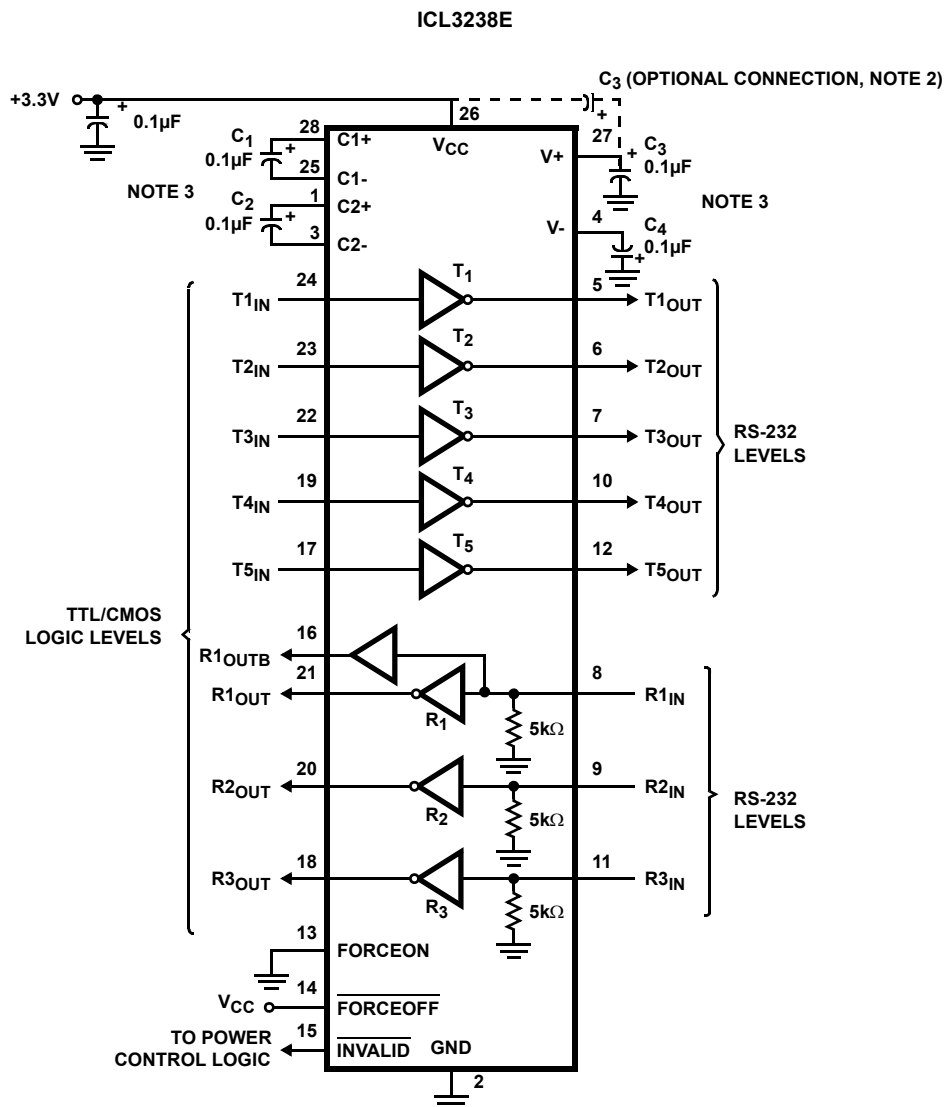 ICL3238E
C3 (OPTIONAL CONNECTION, NOTE 2)
+3.3V
+
0.1µF
26
VCC
+
C1
0.1µF
28
+
C1+
25
C1-
27
V+
+
C3
0.1µF
NOTE 3
C2
0.1µF
1
+
C2+
3
C2-
NOTE 3
4
V-
C4
0.1µF
+
T1IN
24
T1
5
T1OUT
T2IN
23
T2
6
T2OUT
T3IN
22
T3
7
T3OUT
RS-232
LEVELS
T4IN
19
T4
10
T4OUT
T5IN
17
T5
12
T5OUT
TTL/CMOS
LOGIC LEVELS
R1OUTB
16
R1OUT
21
R1
5kΩ
8
R1IN
R2OUT
20
R2
5kΩ
9
R2IN
RS-232
LEVELS
R3OUT
18
R3
5kΩ
11
R3IN
13
FORCEON
VCC
14
FORCEOFF
TO POWER
CONTROL LOGIC
15
INVALID
GND
2